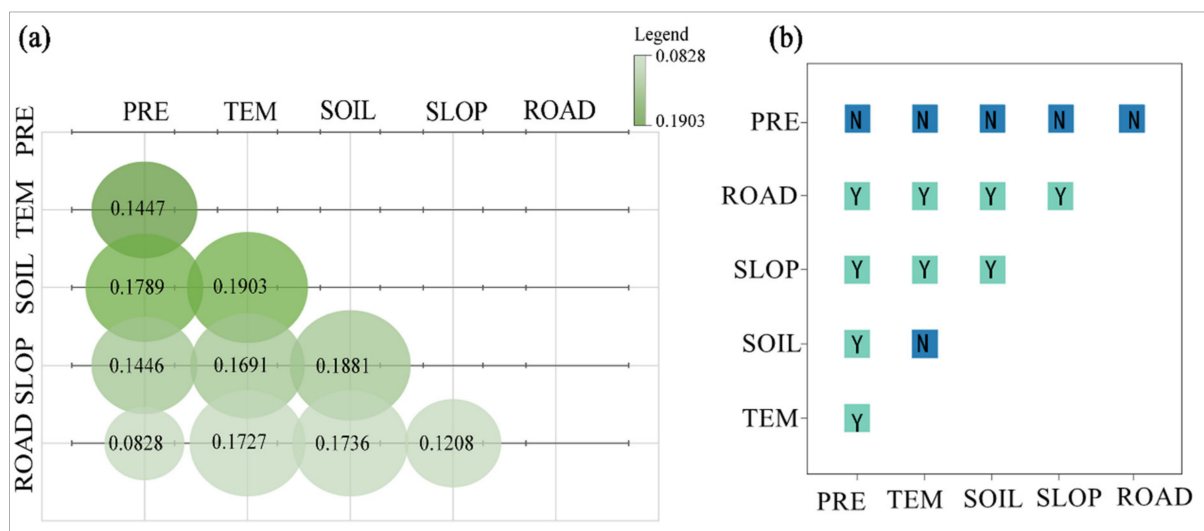 (a)
Legend
0.0828
0.1903
PRE TEM SOIL SLOP ROAD
PRE
TEM 0.1447
SOIL 0.1789 0.1903
SLOP 0.1446 0.1691 0.1881
ROAD 0.0828 0.1727 0.1736 0.1208
(b)
PRE N N N N N
ROAD Y Y Y Y
SLOP Y Y Y
SOIL Y N
TEM Y
PRE TEM SOIL SLOP ROAD